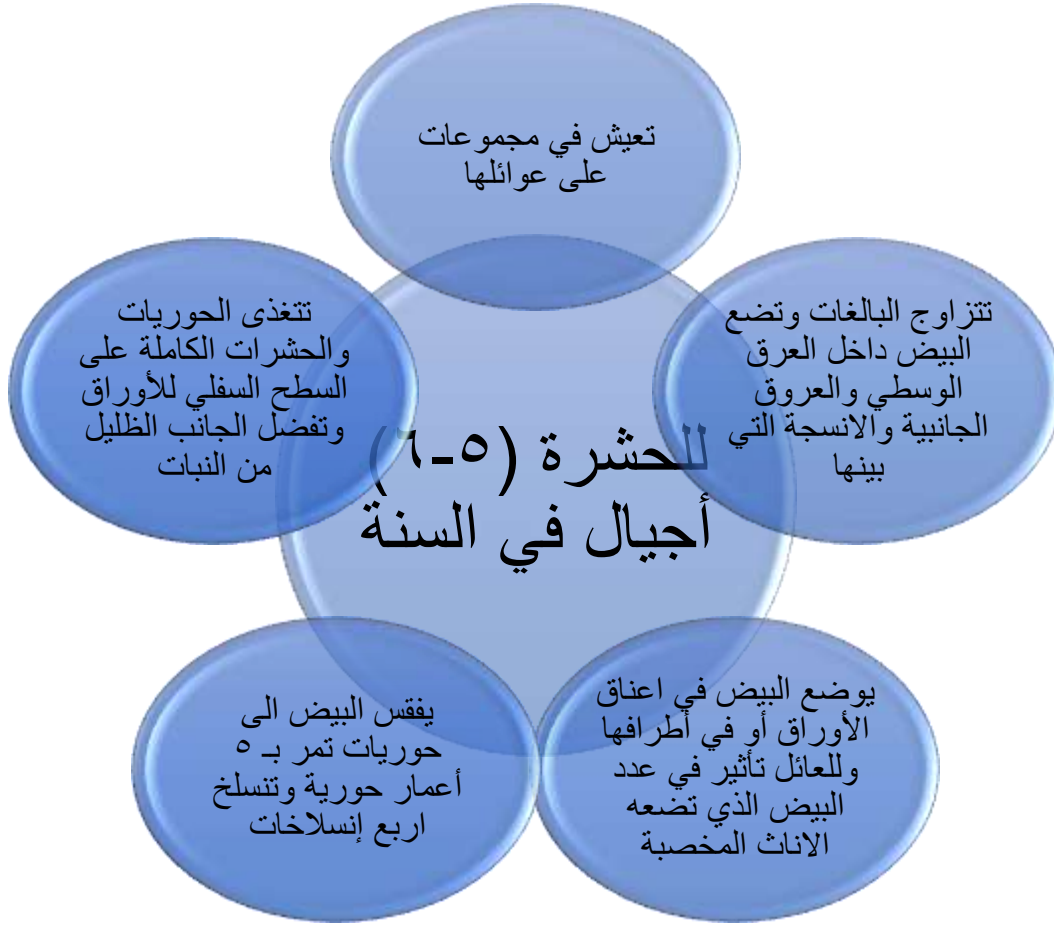 تعيش في مجموعات
على عوائلها
تتزاوج البالغات وتضع
البيض داخل العرق
الوسطي والعروق
الجانبية والانسجة التي
بينها
يوضع البيض في اعناق
الأوراق أو في أطرافها
وللعائل تأثير في عدد
البيض الذي تضعه
الاناث المخصبة
يفقس البيض الى
حوريات تمر بـ ٥
أعمار حورية وتنسلخ
اربع إنسلاخات
تتغذى الحوريات
والحشرات الكاملة على
السطح السفلي للأوراق
وتفضل الجانب الظليل
من النبات
للحشرة (٥-٦)
أجيال في السنة